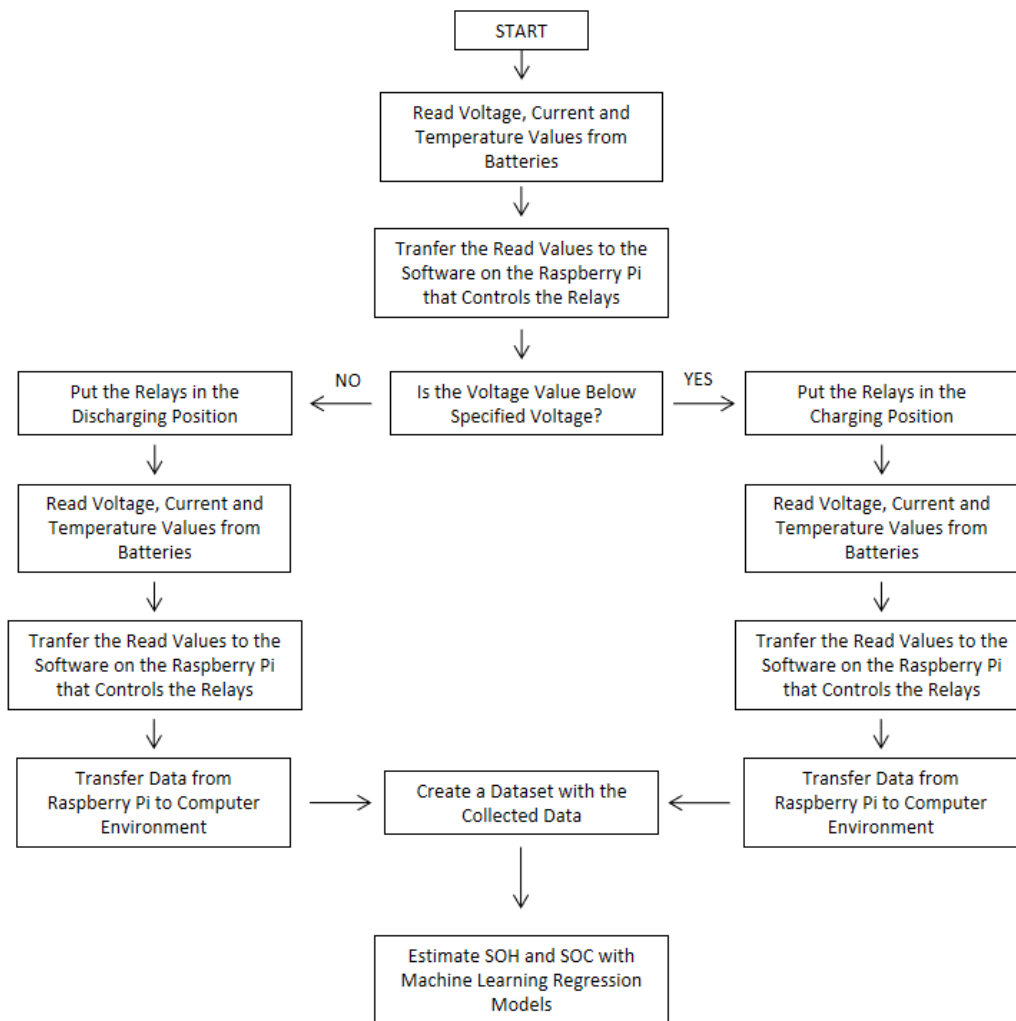 START
Read Voltage, Current and
Temperature Values from
Batteries
Tranfer the Read Values to the
Software on the Raspberry Pi
that Controls the Relays
Put the Relays in the
Discharging Position
NO
Is the Voltage Value Below
Specified Voltage?
YES
Put the Relays in the
Charging Position
Read Voltage, Current and
Temperature Values from
Batteries
Read Voltage, Current and
Temperature Values from
Batteries
Tranfer the Read Values to the
Software on the Raspberry Pi
that Controls the Relays
Tranfer the Read Values to the
Software on the Raspberry Pi
that Controls the Relays
Transfer Data from
Raspberry Pi to Computer
Environment
Create a Dataset with the
Collected Data
Transfer Data from
Raspberry Pi to Computer
Environment
Estimate SOH and SOC with
Machine Learning Regression
Models